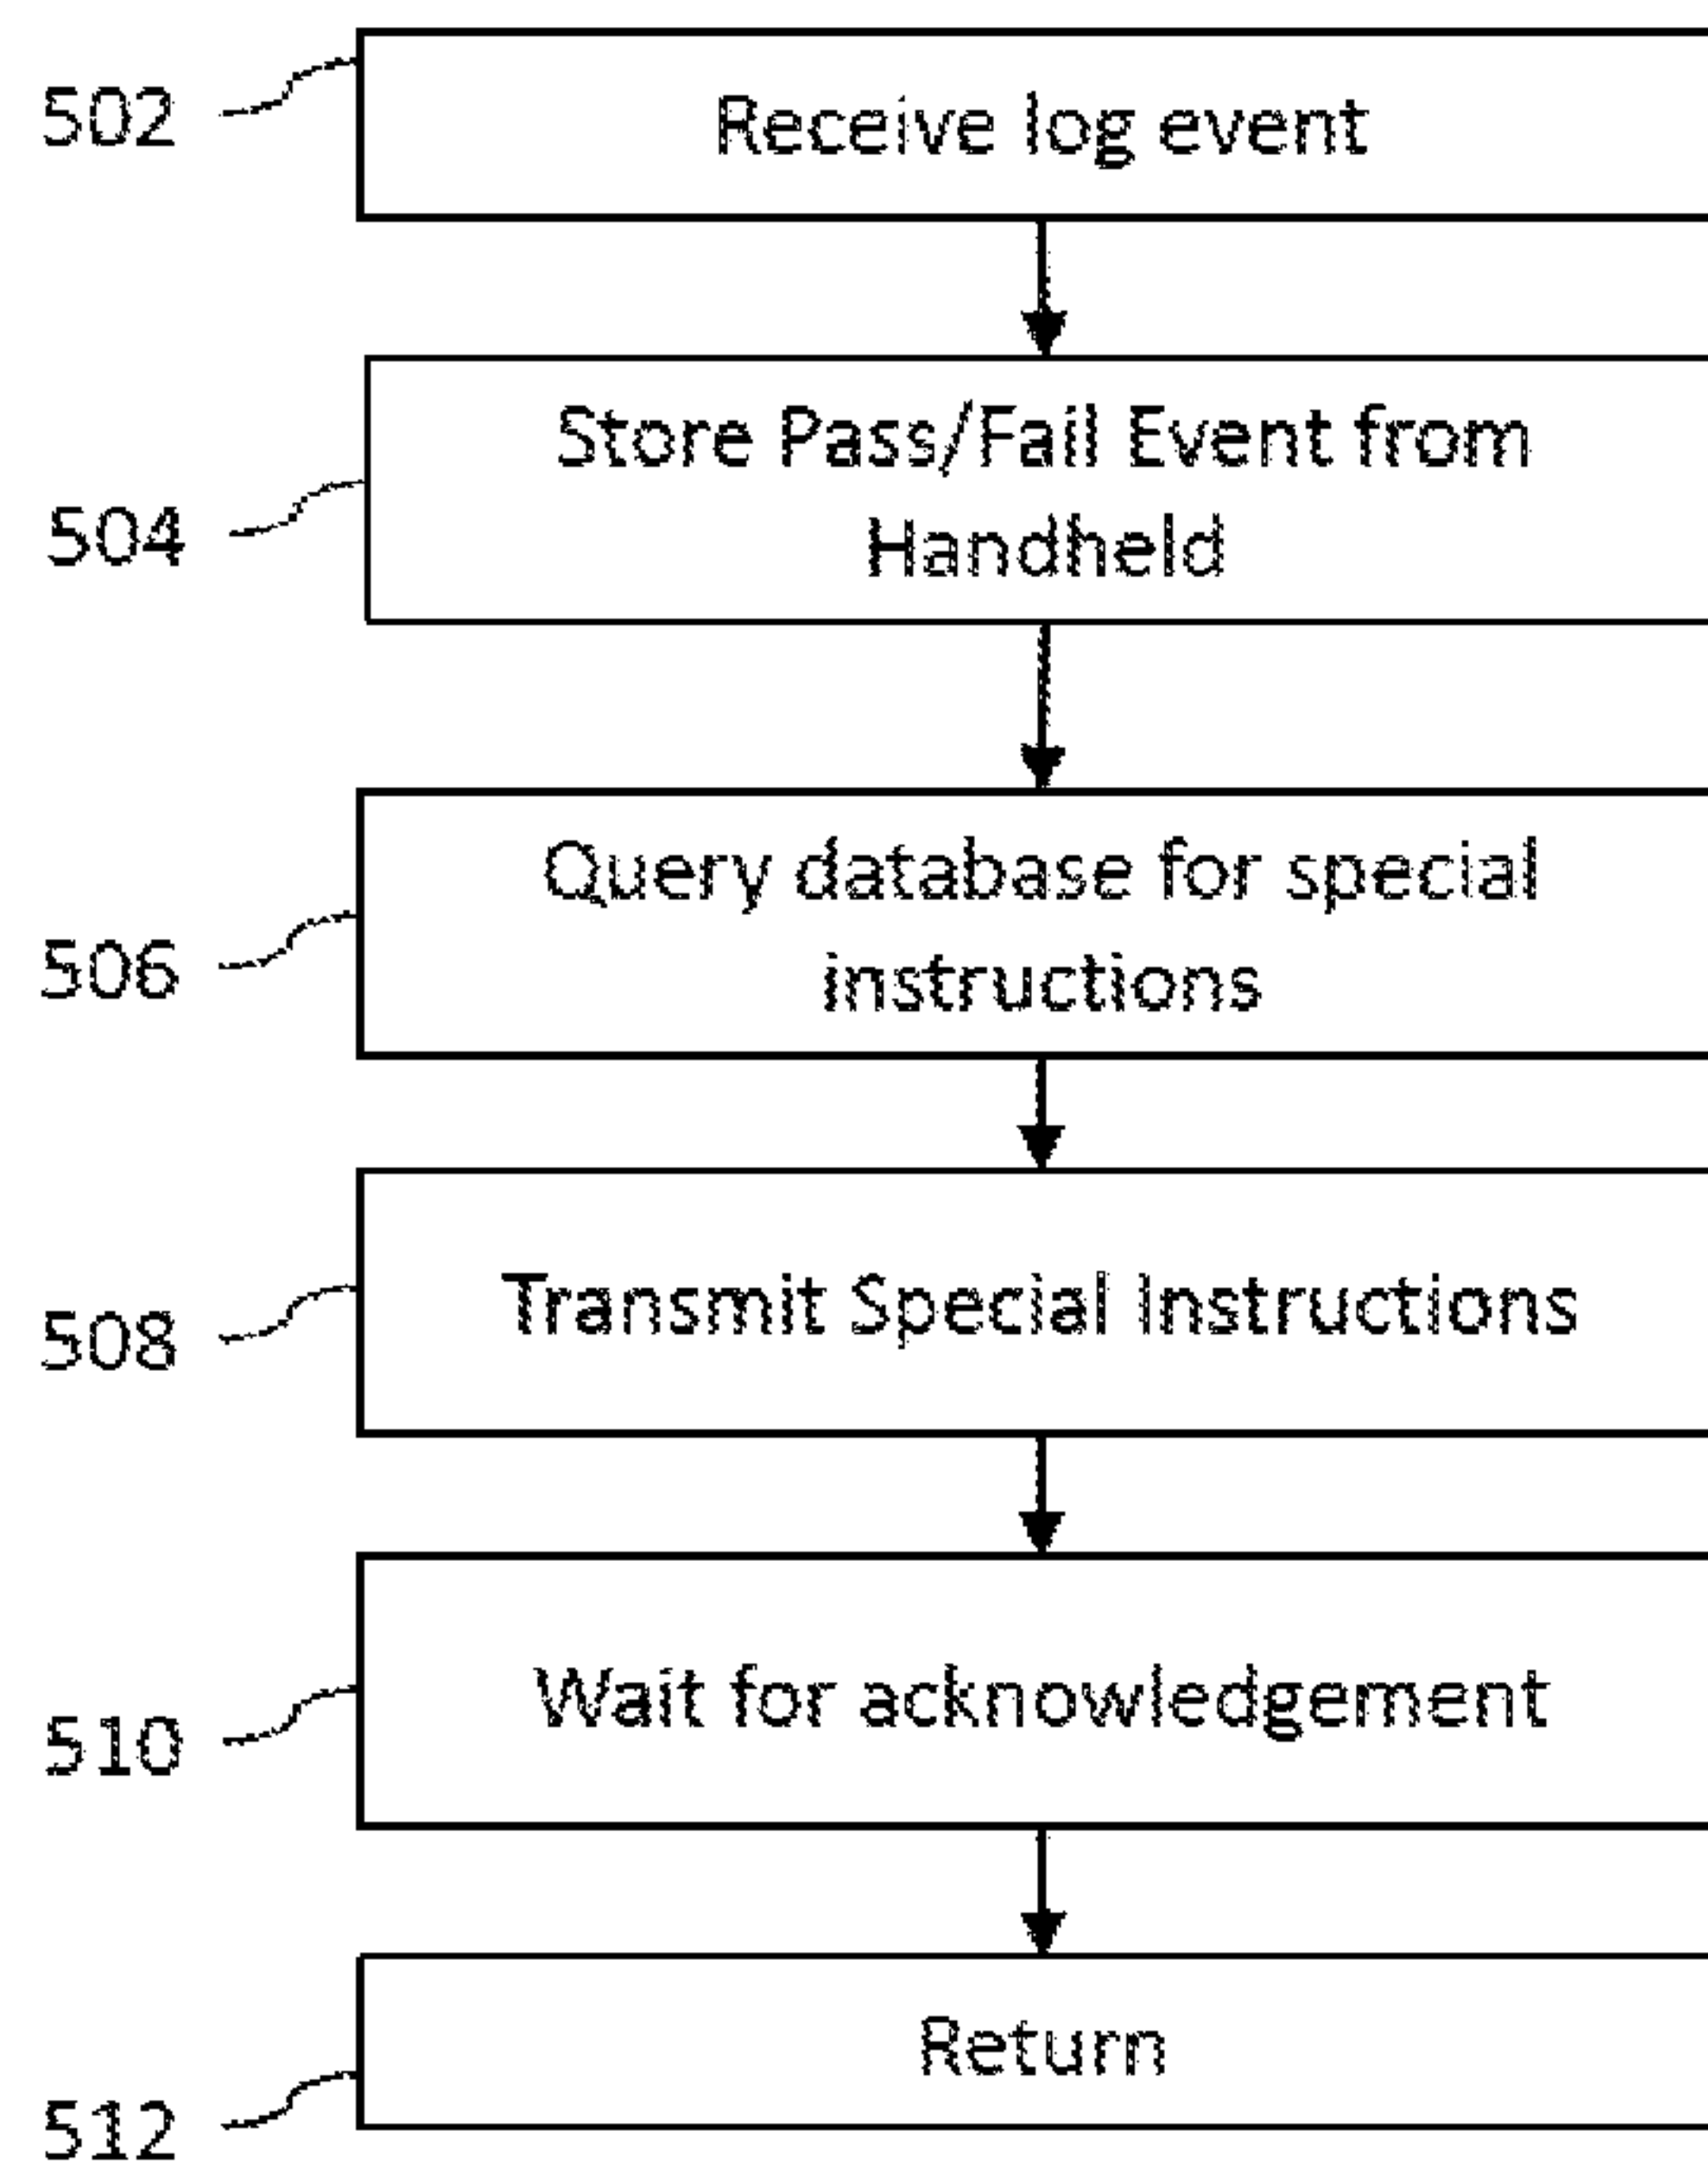 502
Receive log event
504
Store Pass/Fail Event from
Handheld
506
Query database for special
instructions
508
Transmit Special Instructions
510
Wait for acknowledgement
512
Return